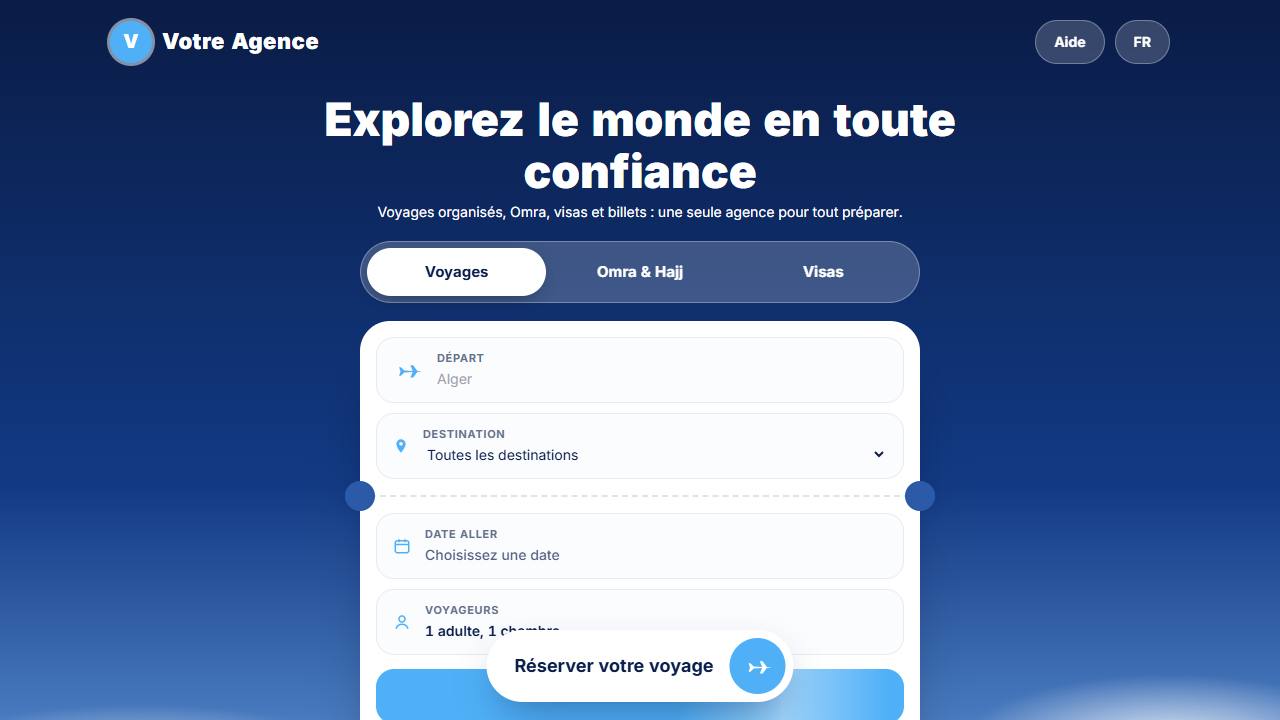 V Votre Agence
Aide
FR
Explorez le monde en toute
confiance
Voyages organisés, Omra, visas et billets : une seule agence pour tout préparer.
Voyages
Omra & Hajj
Visas
DÉPART
Alger
DESTINATION
Toutes les destinations
DATE ALLER
Choisissez une date
VOYAGEURS
1 adulte, 1 chambre
Réserver votre voyage